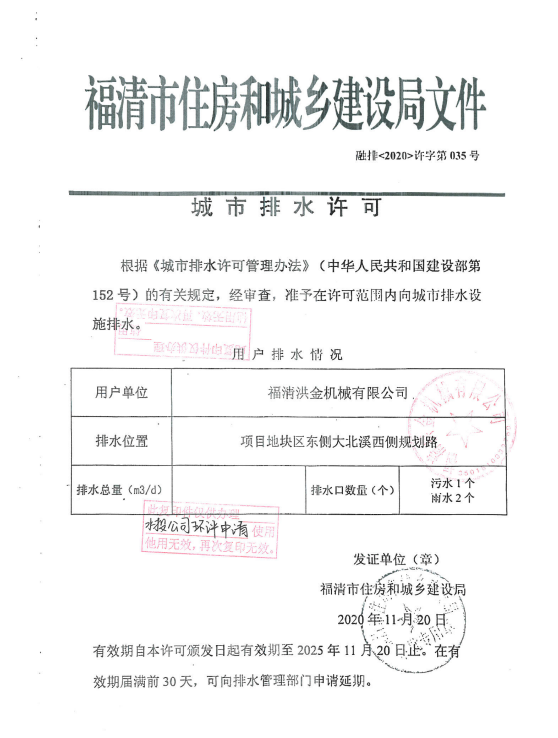 福清市住房和城乡建设局文件
融排<2020>许字第 035 号
城市排水许可
根据《城市排水许可管理办法》（中华人民共和国建设部第
152 号）的有关规定，经审查，准予在许可范围内向城市排水设
施排水。
用户排水情况
用户单位 福清洪金机械有限公司
排水位置 项目地块区东侧大北溪西侧规划路
排水总量（m3/d） 排水口数量（个） 污水 1 个
雨水 2 个
此复印件仅供办理
水投公司环评申请 使用
他用无效，再次复印无效。
发证单位（章）
福清市住房和城乡建设局
2020 年 11 月 20 日
有效期自本许可颁发日起有效期至 2025 年 11 月 20 日止。在有
效期届满前 30 天，可向排水管理部门申请延期。